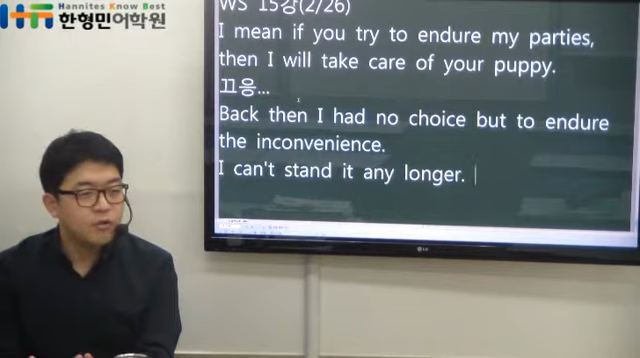 Hannites Know Best
한형민어학원
WS 15강(2/26)
I mean if you try to endure my parties,
then I will take care of your puppy.
끄응...
Back then I had no choice but to endure
the inconvenience.
I can't stand it any longer.
LG